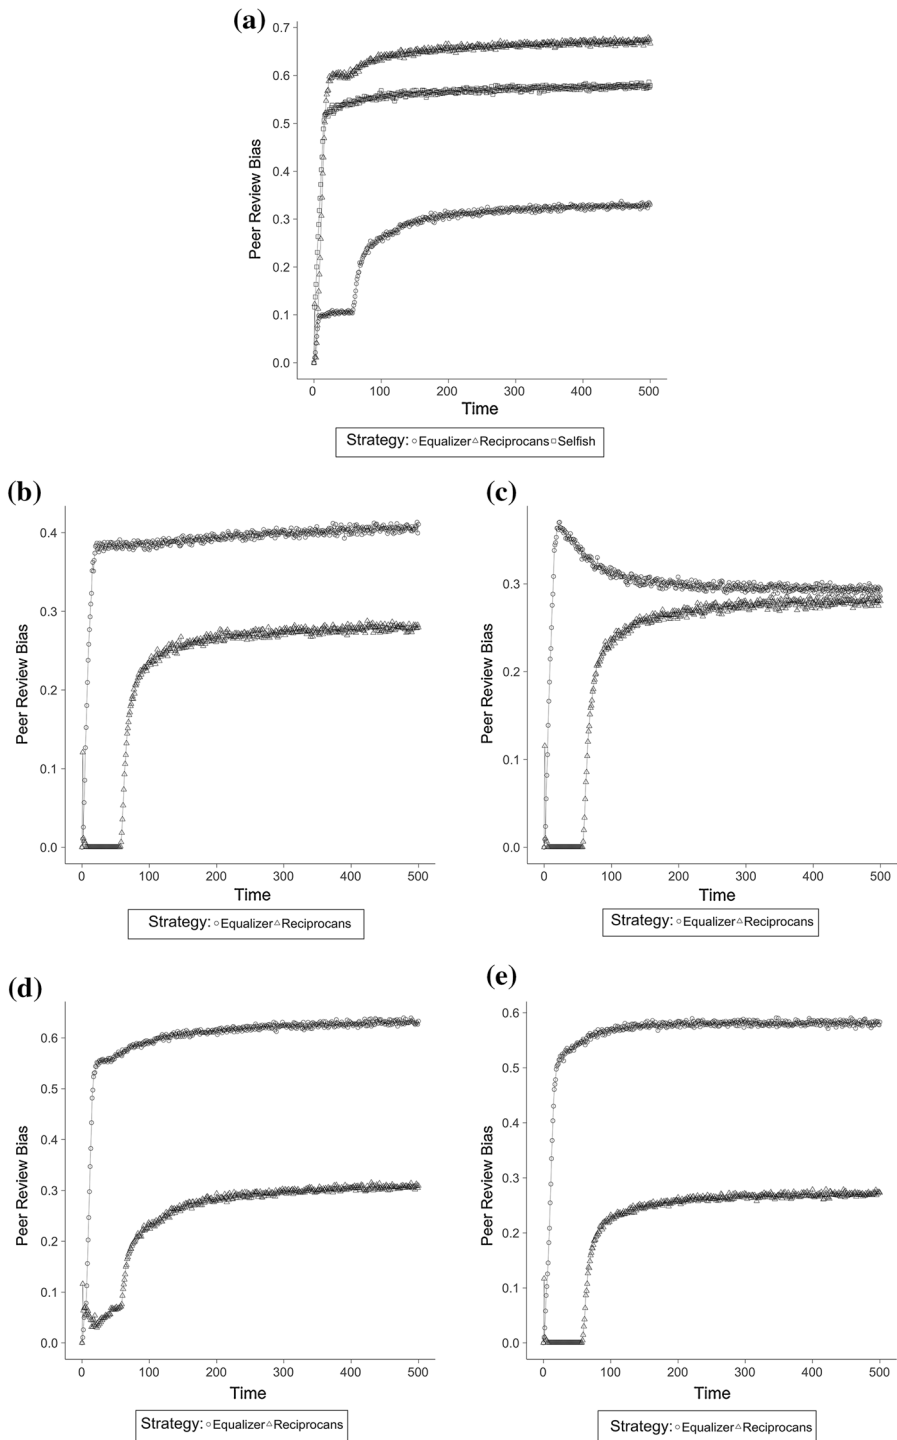 (a)
Peer Review Bias
0.7
0.6
0.5
0.4
0.3
0.2
0.1
0.0
0 100 200 300 400 500
Time
Strategy: ○Equalizer △Reciprocans □Selfish
(b)
Peer Review Bias
0.4
0.3
0.2
0.1
0.0
0 100 200 300 400 500
Time
Strategy: ○Equalizer △Reciprocans
(c)
Peer Review Bias
0.3
0.2
0.1
0.0
0 100 200 300 400 500
Time
Strategy: ○Equalizer △Reciprocans
(d)
Peer Review Bias
0.6
0.5
0.4
0.3
0.2
0.1
0.0
0 100 200 300 400 500
Time
Strategy: ○Equalizer △Reciprocans
(e)
Peer Review Bias
0.6
0.5
0.4
0.3
0.2
0.1
0.0
0 100 200 300 400 500
Time
Strategy: ○Equalizer △Reciprocans